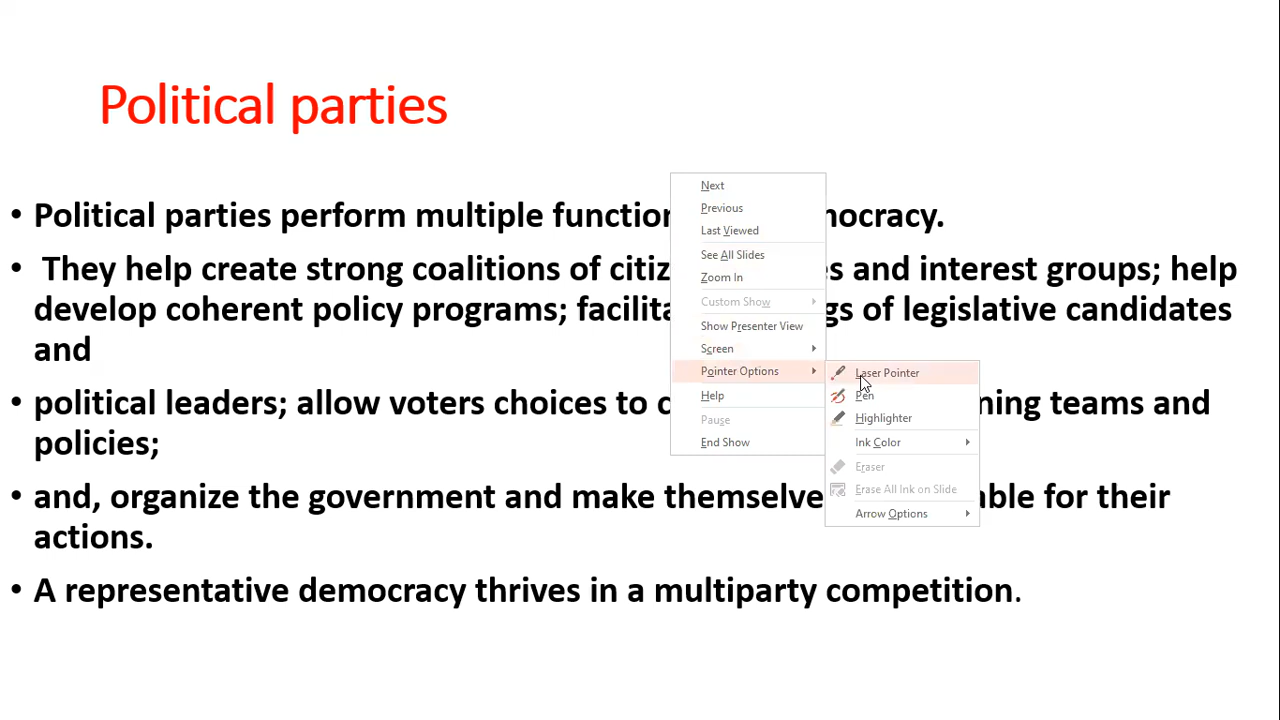 Political parties
• Political parties perform multiple function mocracy.
• They help create strong coalitions of citiz s and interest groups; help
develop coherent policy programs; facilita gs of legislative candidates
and
• political leaders; allow voters choices to c ning teams and
policies;
• and, organize the government and make themselve able for their
actions.
• A representative democracy thrives in a multiparty competition.
Next
Previous
Last Viewed
See All Slides
Zoom In
Custom Show
Show Presenter View
Screen
Pointer Options
Help
Pause
End Show
Laser Pointer
Pen
Highlighter
Ink Color
Eraser
Erase All Ink on Slide
Arrow Options